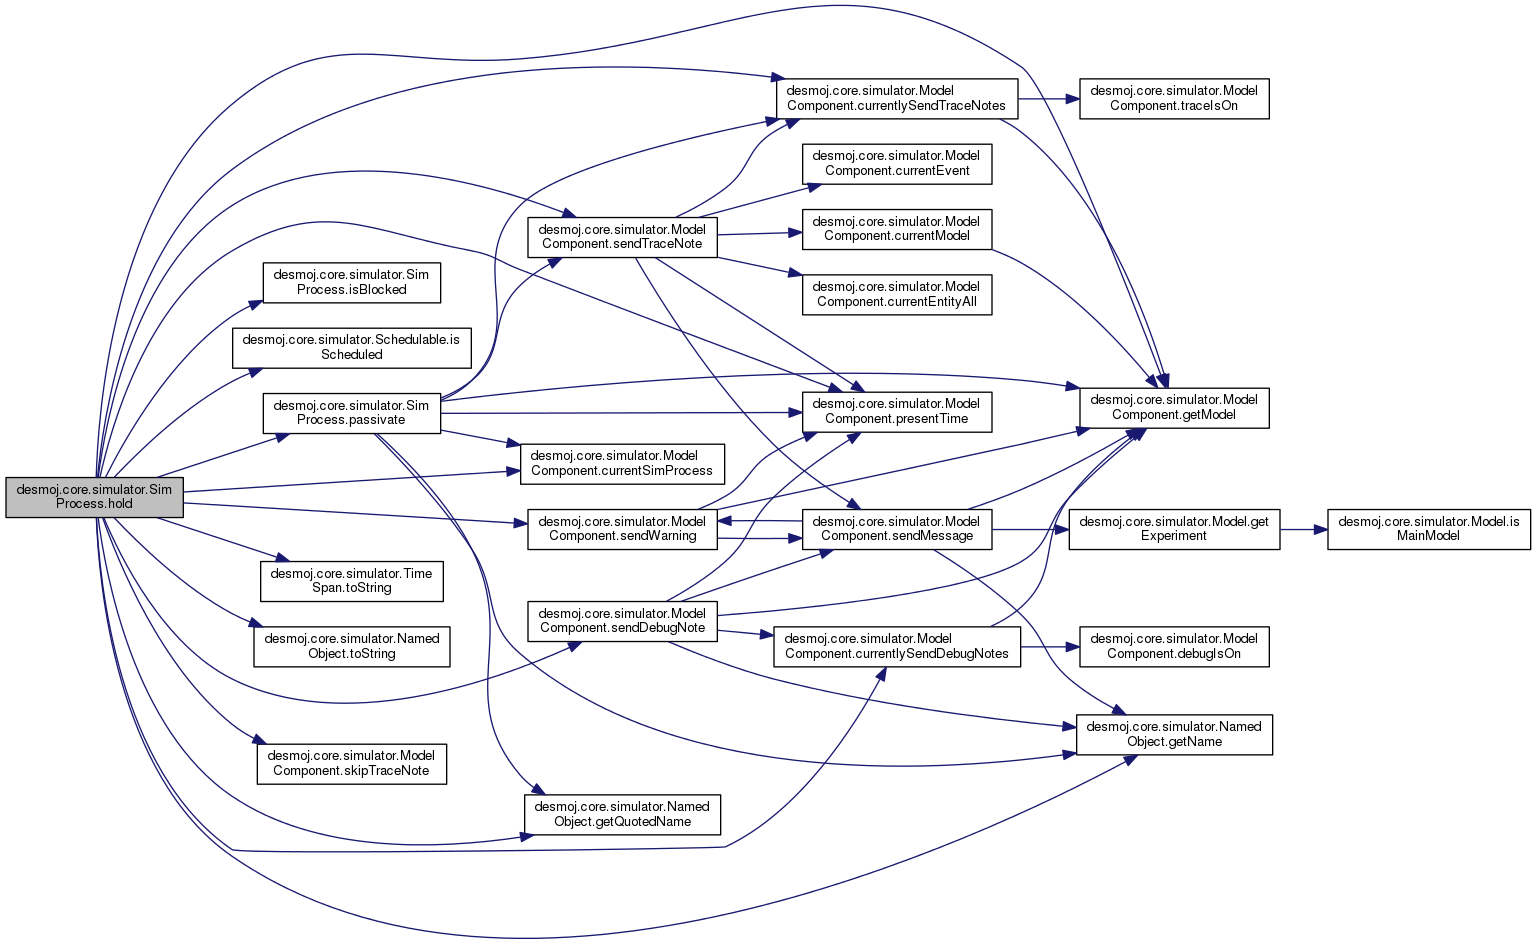 desmoj.core.simulator.Sim
Process.hold
desmoj.core.simulator.Sim
Process.isBlocked
desmoj.core.simulator.Schedulable.is
Scheduled
desmoj.core.simulator.Sim
Process.passivate
desmoj.core.simulator.Time
Span.toString
desmoj.core.simulator.Named
Object.toString
desmoj.core.simulator.Model
Component.skipTraceNote
desmoj.core.simulator.Model
Component.sendTraceNote
desmoj.core.simulator.Model
Component.currentSimProcess
desmoj.core.simulator.Model
Component.sendWarning
desmoj.core.simulator.Model
Component.sendDebugNote
desmoj.core.simulator.Named
Object.getQuotedName
desmoj.core.simulator.Model
Component.currentlySendTraceNotes
desmoj.core.simulator.Model
Component.currentEvent
desmoj.core.simulator.Model
Component.currentModel
desmoj.core.simulator.Model
Component.currentEntityAll
desmoj.core.simulator.Model
Component.presentTime
desmoj.core.simulator.Model
Component.sendMessage
desmoj.core.simulator.Model
Component.currentlySendDebugNotes
desmoj.core.simulator.Model
Component.traceIsOn
desmoj.core.simulator.Model
Component.getModel
desmoj.core.simulator.Model.get
Experiment
desmoj.core.simulator.Model
Component.debugIsOn
desmoj.core.simulator.Named
Object.getName
desmoj.core.simulator.Model.is
MainModel